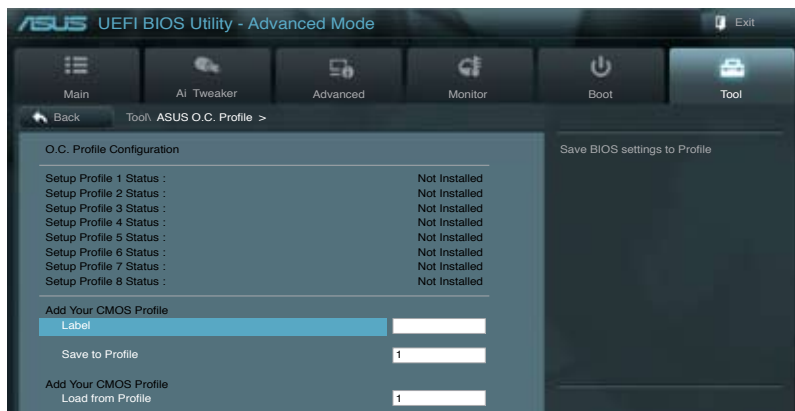 ASUS UEFI BIOS Utility - Advanced Mode
Exit
Main
Ai Tweaker
Advanced
Monitor
Boot
Tool
Back Tool\ ASUS O.C. Profile >
O.C. Profile Configuration
Save BIOS settings to Profile
Setup Profile 1 Status : Not Installed
Setup Profile 2 Status : Not Installed
Setup Profile 3 Status : Not Installed
Setup Profile 4 Status : Not Installed
Setup Profile 5 Status : Not Installed
Setup Profile 6 Status : Not Installed
Setup Profile 7 Status : Not Installed
Setup Profile 8 Status : Not Installed
Add Your CMOS Profile
Label
Save to Profile 1
Add Your CMOS Profile
Load from Profile 1